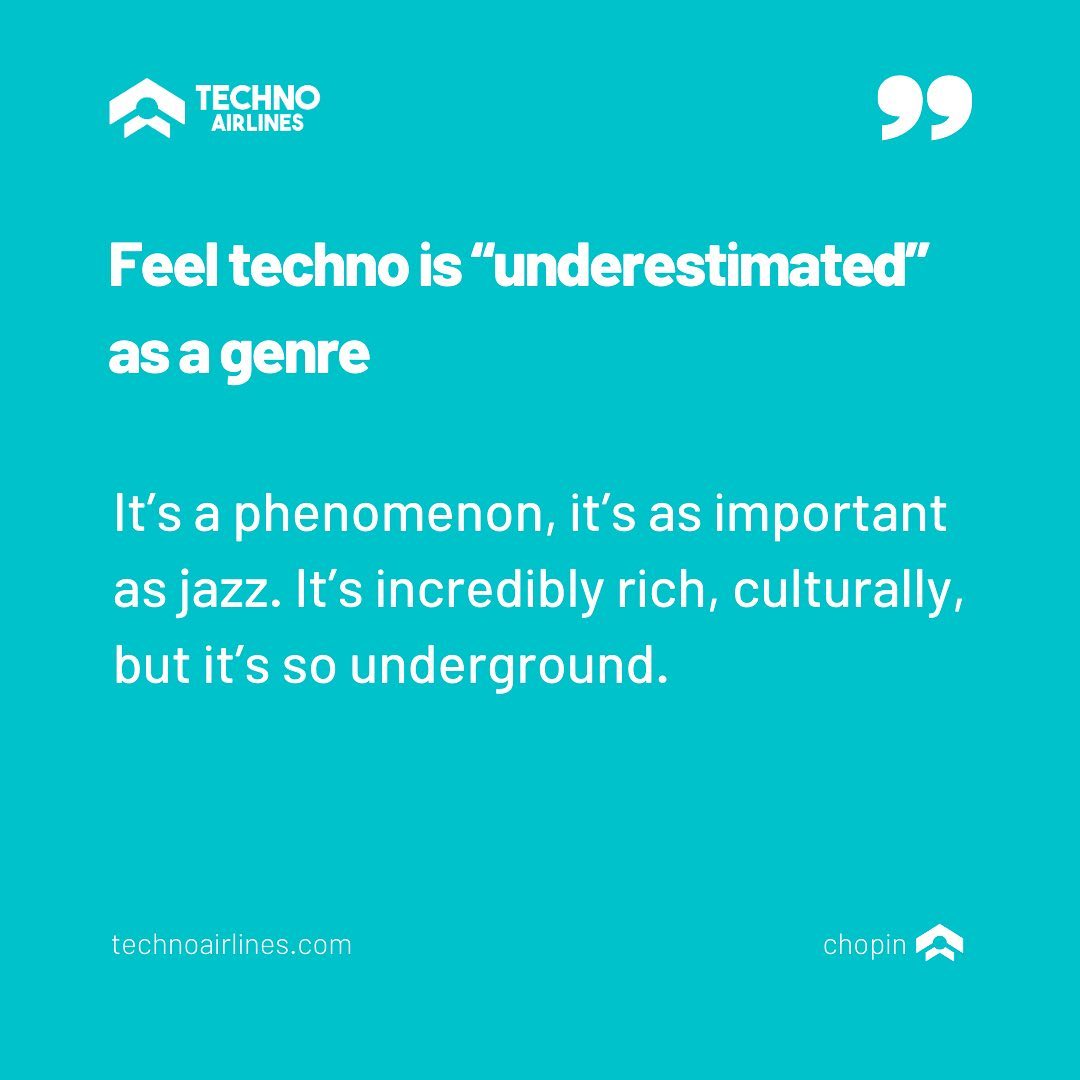 TECHNO
AIRLINES
”
Feel techno is “underestimated”
as a genre
It’s a phenomenon, it’s as important
as jazz. It’s incredibly rich, culturally,
but it’s so underground.
technoairlines.com
chopin